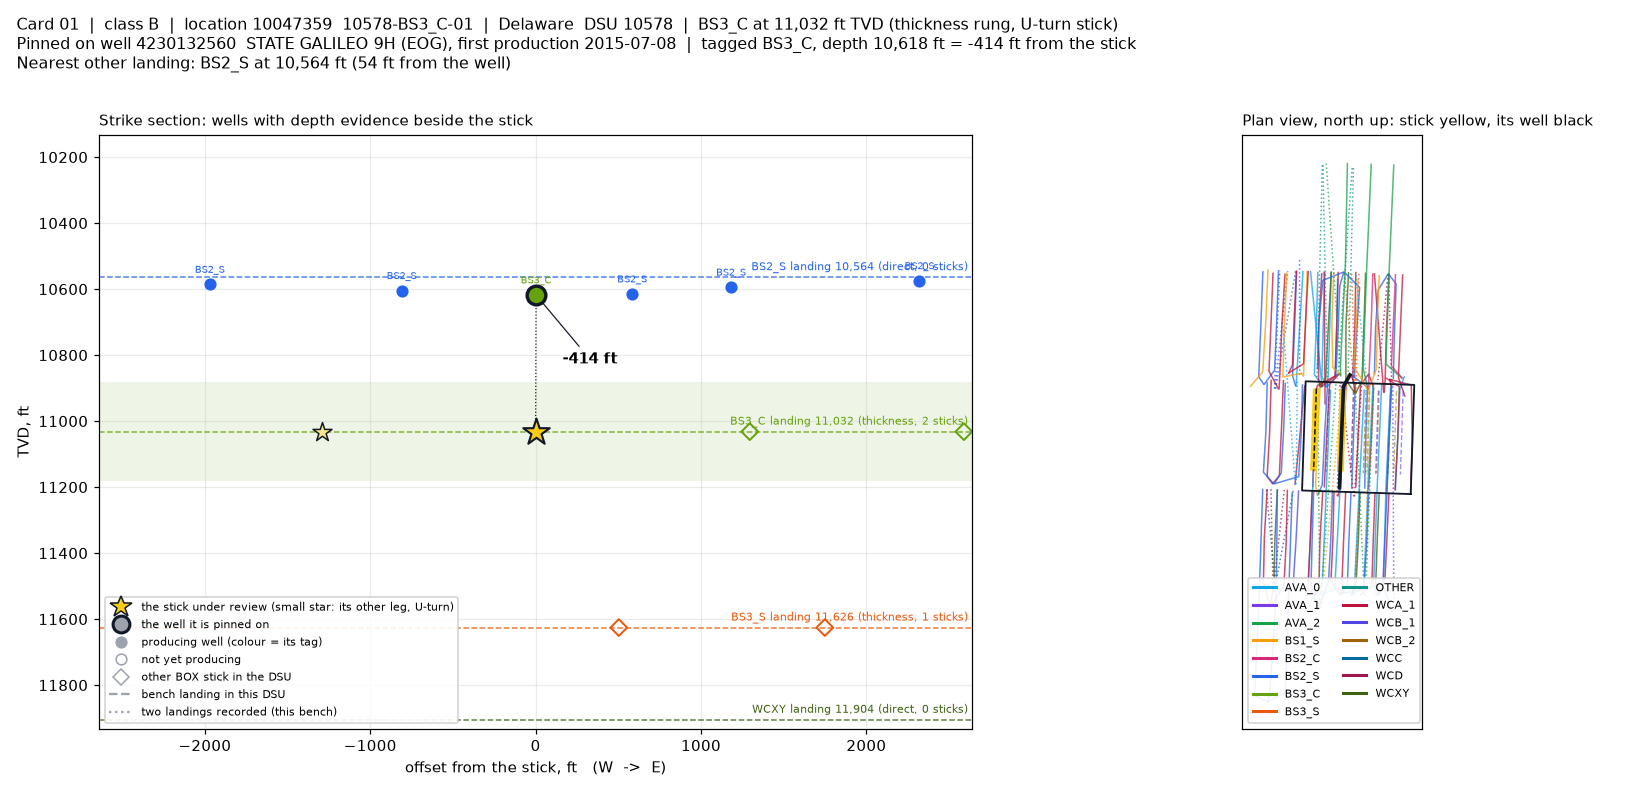 Card 01 | class B | location 10047359 10578-BS3_C-01 | Delaware DSU 10578 | BS3_C at 11,032 ft TVD (thickness rung, U-turn stick)
Pinned on well 4230132560 STATE GALILEO 9H (EOG), first production 2015-07-08 | tagged BS3_C, depth 10,618 ft = -414 ft from the stick
Nearest other landing: BS2_S at 10,564 ft (54 ft from the well)
Strike section: wells with depth evidence beside the stick
Plan view, north up: stick yellow, its well black
10200
10400
10600
10800
11000
11200
11400
11600
11800
TVD, ft
BS2_S
BS2_S
BS3_C
BS2_S
BS2_S
BS2_S
BS2_S landing 10,564 (direct, 0 sticks)
-414 ft
BS3_C landing 11,032 (thickness, 2 sticks)
BS3_S landing 11,626 (thickness, 1 sticks)
WCXY landing 11,904 (direct, 0 sticks)
the stick under review (small star: its other leg, U-turn)
the well it is pinned on
producing well (colour = its tag)
not yet producing
other BOX stick in the DSU
bench landing in this DSU
two landings recorded (this bench)
−2000
−1000
0
1000
2000
offset from the stick, ft (W -> E)
AVA_0
AVA_1
AVA_2
BS1_S
BS2_C
BS2_S
BS3_C
BS3_S
OTHER
WCA_1
WCB_1
WCB_2
WCC
WCD
WCXY